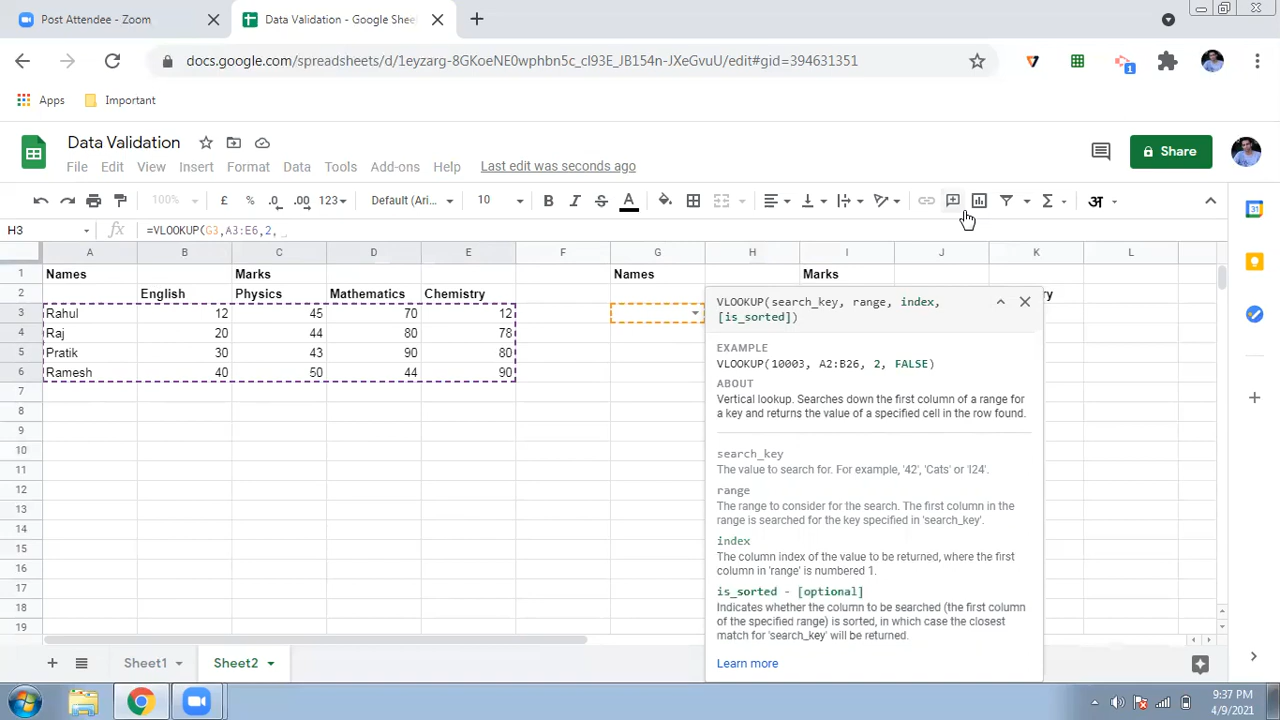 Post Attendee - Zoom
Data Validation - Google Shee
docs.google.com/spreadsheets/d/1eyzarg-8GKoeNE0wphbn5c_cl93E_JB154n-JXeGvuU/edit#gid=394631351
1
Apps
Important
Data Validation
File Edit View Insert Format Data Tools Add-ons Help Last edit was seconds ago
Share
100% £ % .0 .00 123 Default (Ari... 10 B I S A Σ अ
31
H3 fx =VLOOKUP(G3,A3:E6,2,
A B C D E F G H I J K L
1 Names Marks Names Marks
2 English Physics Mathematics Chemistry ry
3 Rahul 12 45 70 12
4 Raj 20 44 80 78
5 Pratik 30 43 90 80
6 Ramesh 40 50 44 90
7
8
9
10
11
12
13
14
15
16
17
18
19
VLOOKUP(search_key, range, index,
[is_sorted])
EXAMPLE
VLOOKUP(10003, A2:B26, 2, FALSE)
ABOUT
Vertical lookup. Searches down the first column of a range for
a key and returns the value of a specified cell in the row found.
search_key
The value to search for. For example, '42', 'Cats' or 'I24'.
range
The range to consider for the search. The first column in the
range is searched for the key specified in 'search_key'.
index
The column index of the value to be returned, where the first
column in 'range' is numbered 1.
is_sorted - [optional]
Indicates whether the column to be searched (the first column
of the specified range) is sorted, in which case the closest
match for 'search_key' will be returned.
Learn more
Sheet1 Sheet2
9:37 PM
4/9/2021